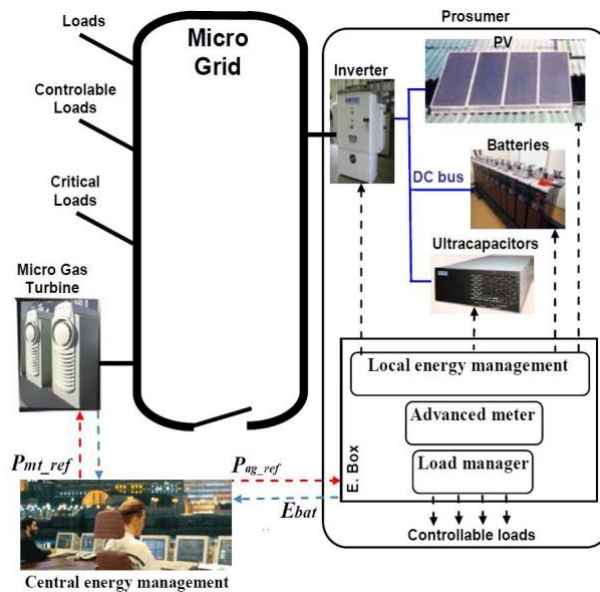 Prosumer
Loads
Micro
Grid
PV
Inverter
Controlable
Loads
Batteries
DC bus
Critical
Loads
Ultracapacitors
Micro Gas
Turbine
Local energy management
Advanced meter
Load manager
E. Box
Pmt_ref
Pag_ref
Ebat
Controllable loads
Central energy management